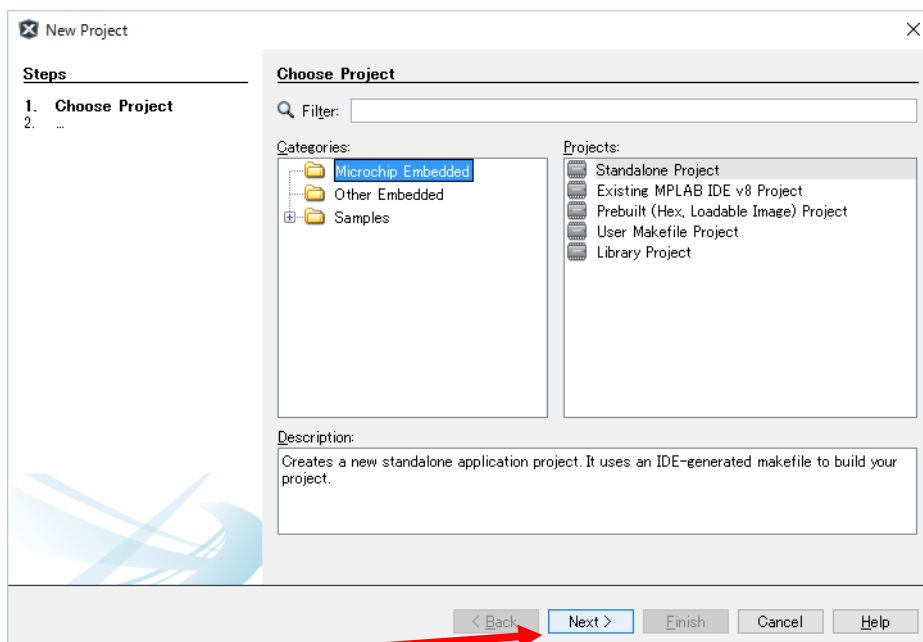 New Project
Steps
1. Choose Project
2. ...
Choose Project
Filter:
Categories:
Microchip Embedded
Other Embedded
Samples
Projects:
Standalone Project
Existing MPLAB IDE v8 Project
Prebuilt (Hex, Loadable Image) Project
User Makefile Project
Library Project
Description:
Creates a new standalone application project. It uses an IDE-generated makefile to build your
project.
< Back
Next >
Finish
Cancel
Help